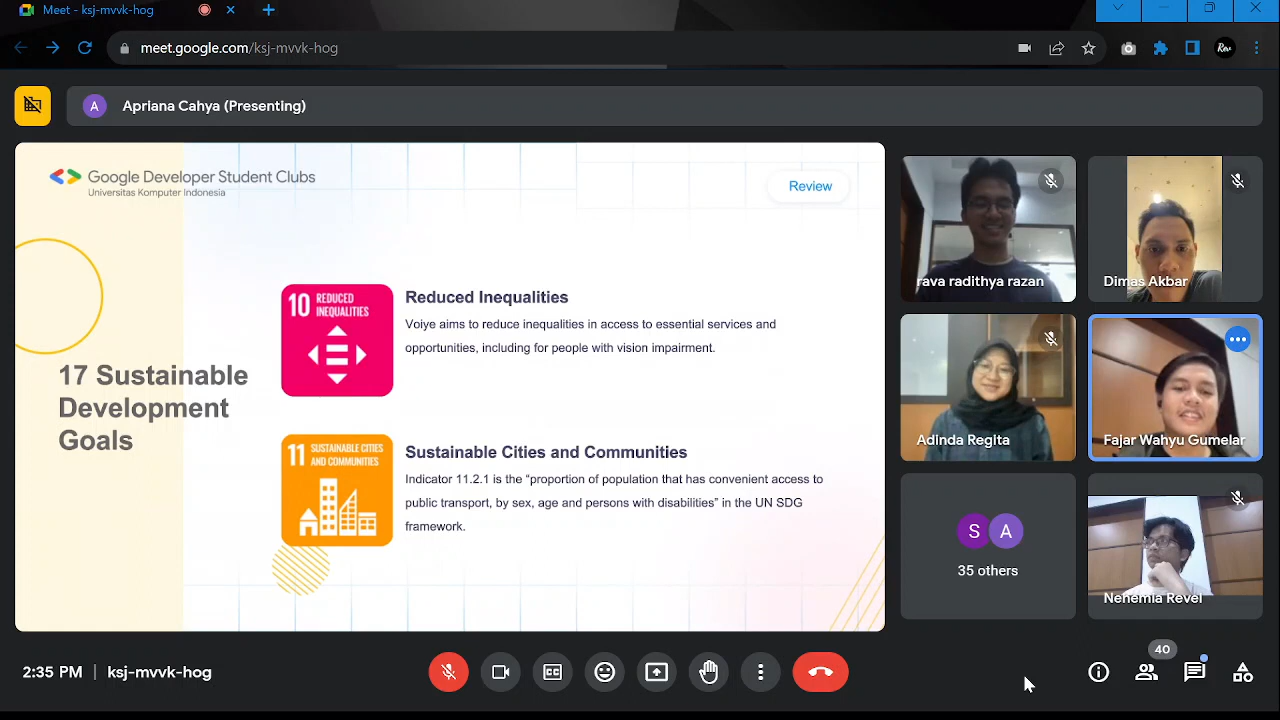 Meet - ksj-mvvk-hog
meet.google.com/ksj-mvvk-hog
A
Apriana Cahya (Presenting)
Google Developer Student Clubs
Universitas Komputer Indonesia
Review
17 Sustainable
Development
Goals
10 REDUCED
INEQUALITIES
Reduced Inequalities
Voiye aims to reduce inequalities in access to essential services and
opportunities, including for people with vision impairment.
11 SUSTAINABLE CITIES
AND COMMUNITIES
Sustainable Cities and Communities
Indicator 11.2.1 is the “proportion of population that has convenient access to
public transport, by sex, age and persons with disabilities” in the UN SDG
framework.
rava radithya razan
Dimas Akbar
Adinda Regita
Fajar Wahyu Gumelar
S A
35 others
Nehemia Revel
2:35 PM | ksj-mvvk-hog
CC
40